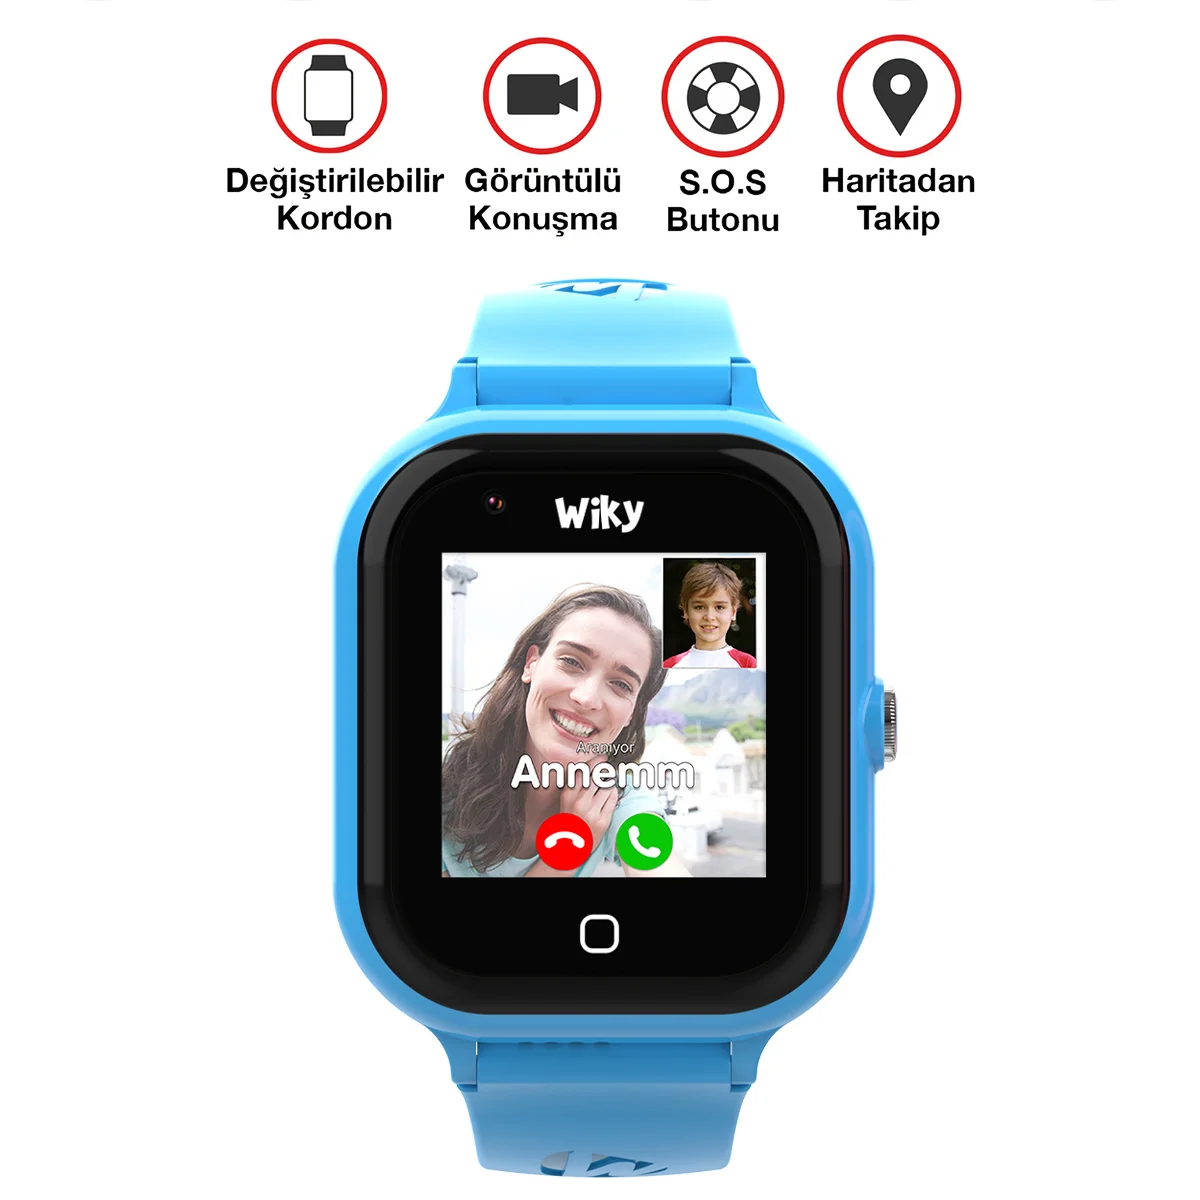 Değiştirilebilir
Kordon
Görüntülü
Konuşma
S.O.S
Butonu
Haritadan
Takip
Wiky
Aranıyor
Annemm